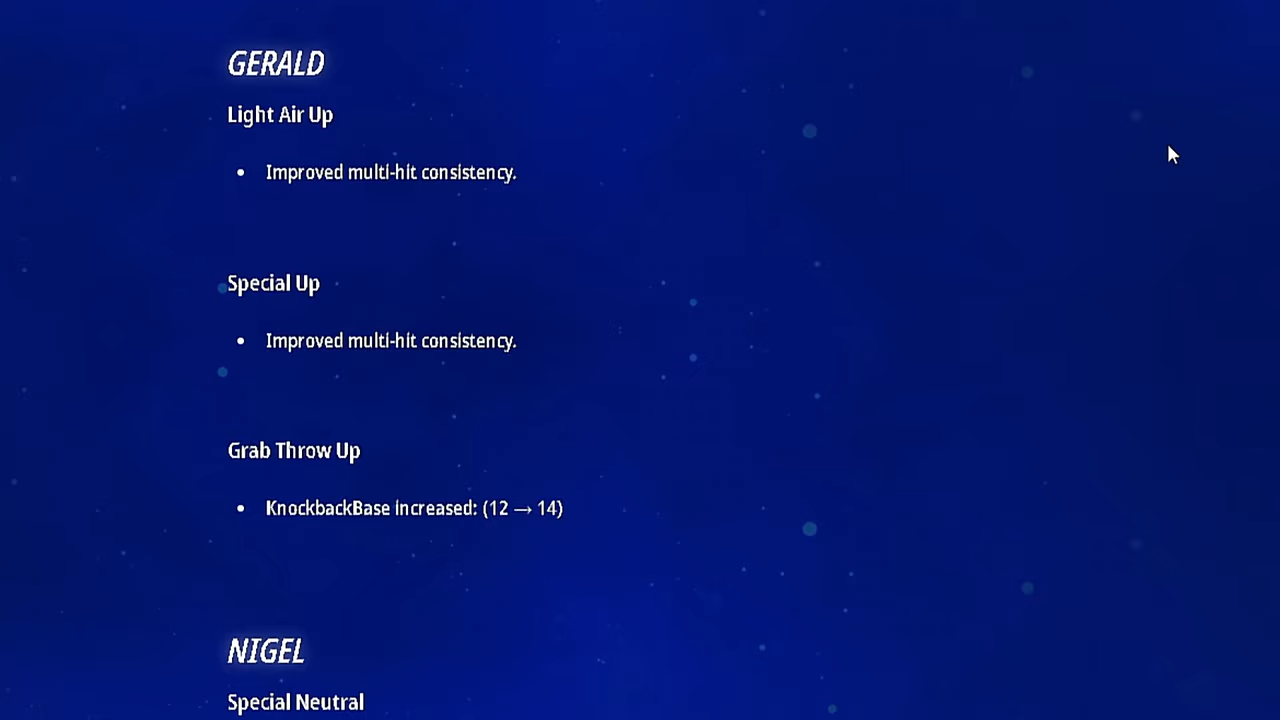 GERALD
Light Air Up
• Improved multi-hit consistency.
Special Up
• Improved multi-hit consistency.
Grab Throw Up
• KnockbackBase increased: (12 → 14)
NIGEL
Special Neutral